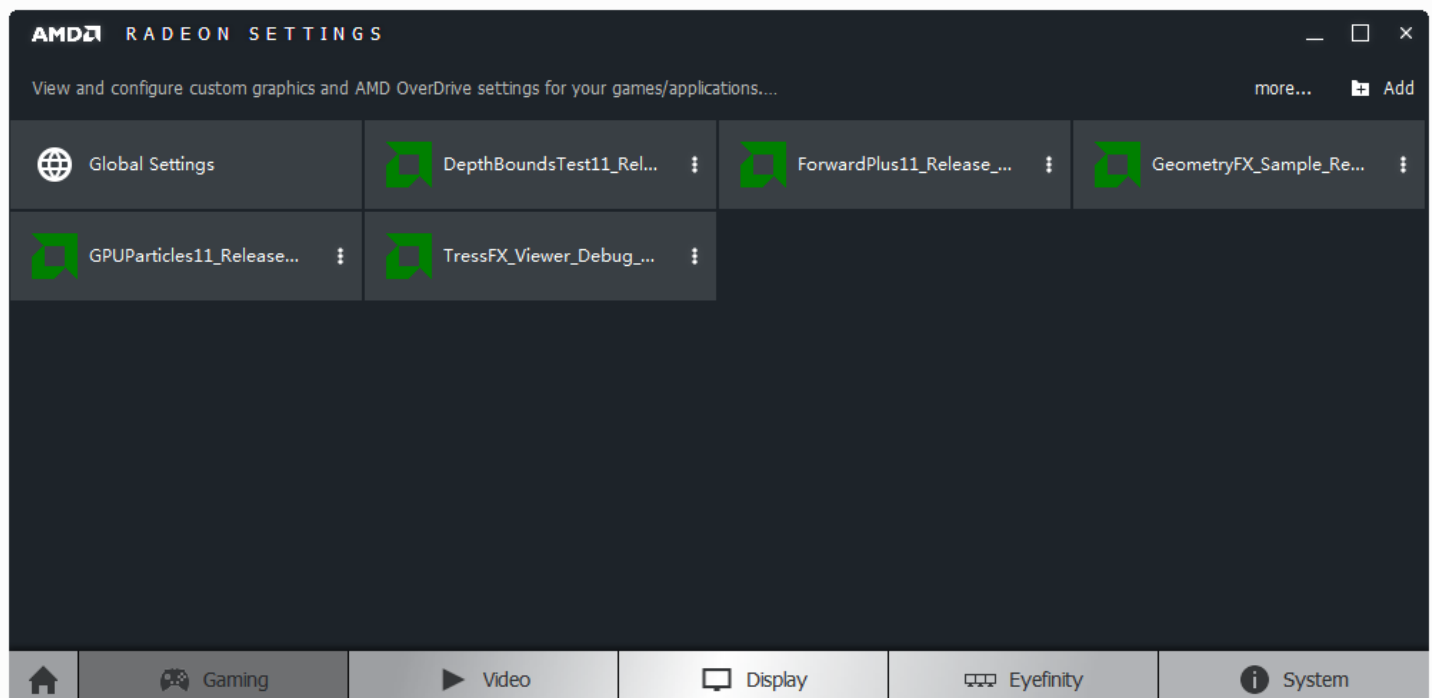 AMD RADEON SETTINGS
View and configure custom graphics and AMD OverDrive settings for your games/applications.... more... Add
Global Settings DepthBoundsTest11_Rel... ForwardPlus11_Release_... GeometryFX_Sample_Re...
GPUParticles11_Release... TressFX_Viewer_Debug_...
Gaming Video Display Eyefinity System